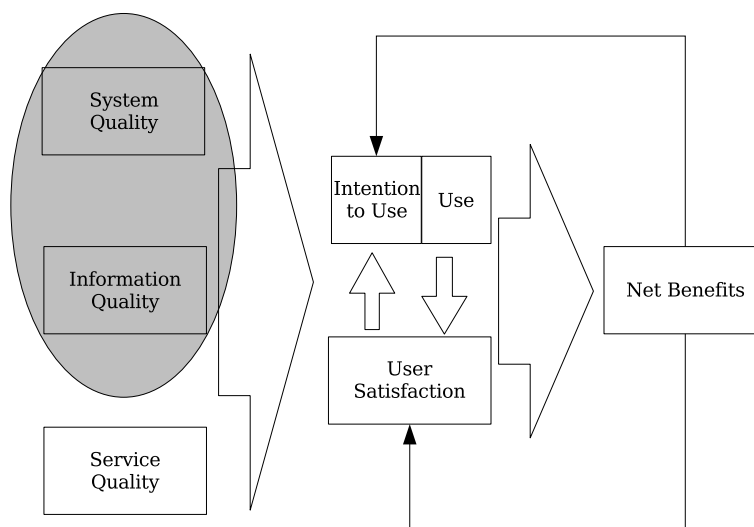 System
Quality
Information
Quality
Service
Quality
Intention
to Use
Use
User
Satisfaction
Net Benefits